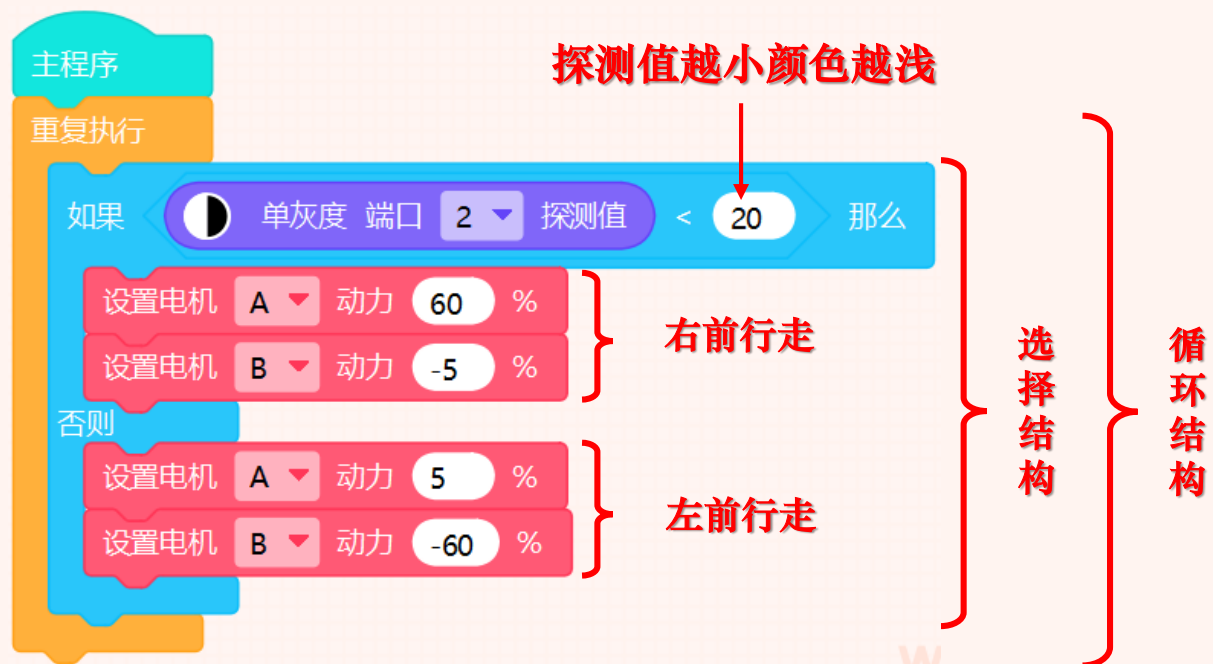 主程序
探测值越小颜色越浅
重复执行
如果 单灰度 端口 2 探测值 < 20 那么
设置电机 A 动力 60 %
设置电机 B 动力 -5 %
右前行走
否则
设置电机 A 动力 5 %
设置电机 B 动力 -60 %
左前行走
选择结构
循环结构
W